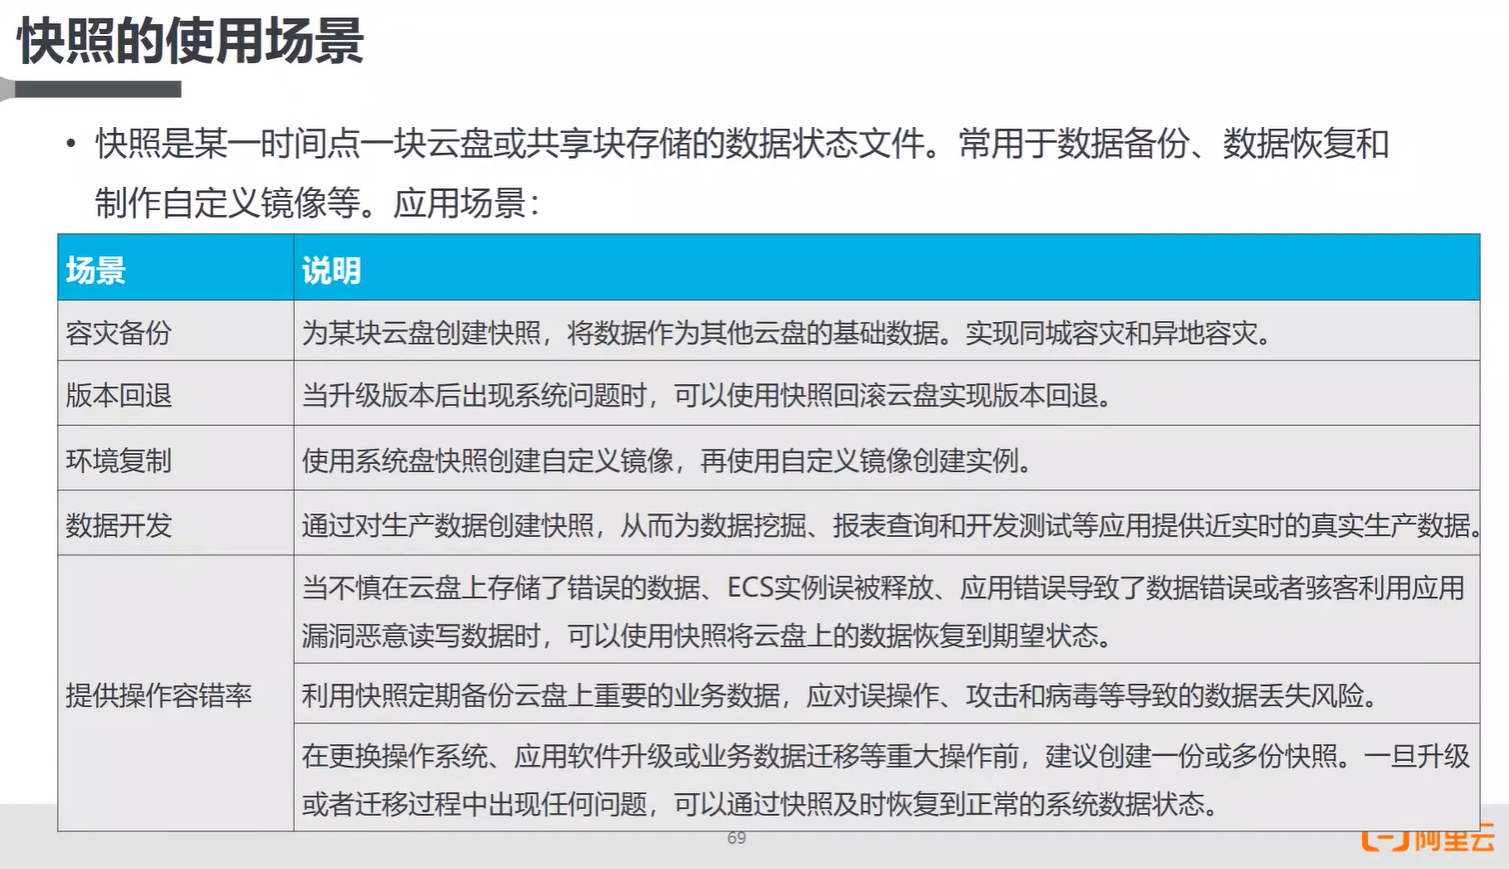 快照的使用场景
• 快照是某一时间点一块云盘或共享块存储的数据状态文件。常用于数据备份、数据恢复和
制作自定义镜像等。应用场景：
场景 说明
容灾备份 为某块云盘创建快照，将数据作为其他云盘的基础数据。实现同城容灾和异地容灾。
版本回退 当升级版本后出现系统问题时，可以使用快照回滚云盘实现版本回退。
环境复制 使用系统盘快照创建自定义镜像，再使用自定义镜像创建实例。
数据开发 通过对生产数据创建快照，从而为数据挖掘、报表查询和开发测试等应用提供近实时的真实生产数据。
提供操作容错率
当不慎在云盘上存储了错误的数据、ECS实例误被释放、应用错误导致了数据错误或者骇客利用应用
漏洞恶意读写数据时，可以使用快照将云盘上的数据恢复到期望状态。
利用快照定期备份云盘上重要的业务数据，应对误操作、攻击和病毒等导致的数据丢失风险。
在更换操作系统、应用软件升级或业务数据迁移等重大操作前，建议创建一份或多份快照。一旦升级
或者迁移过程中出现任何问题，可以通过快照及时恢复到正常的系统数据状态。
69
阿里云